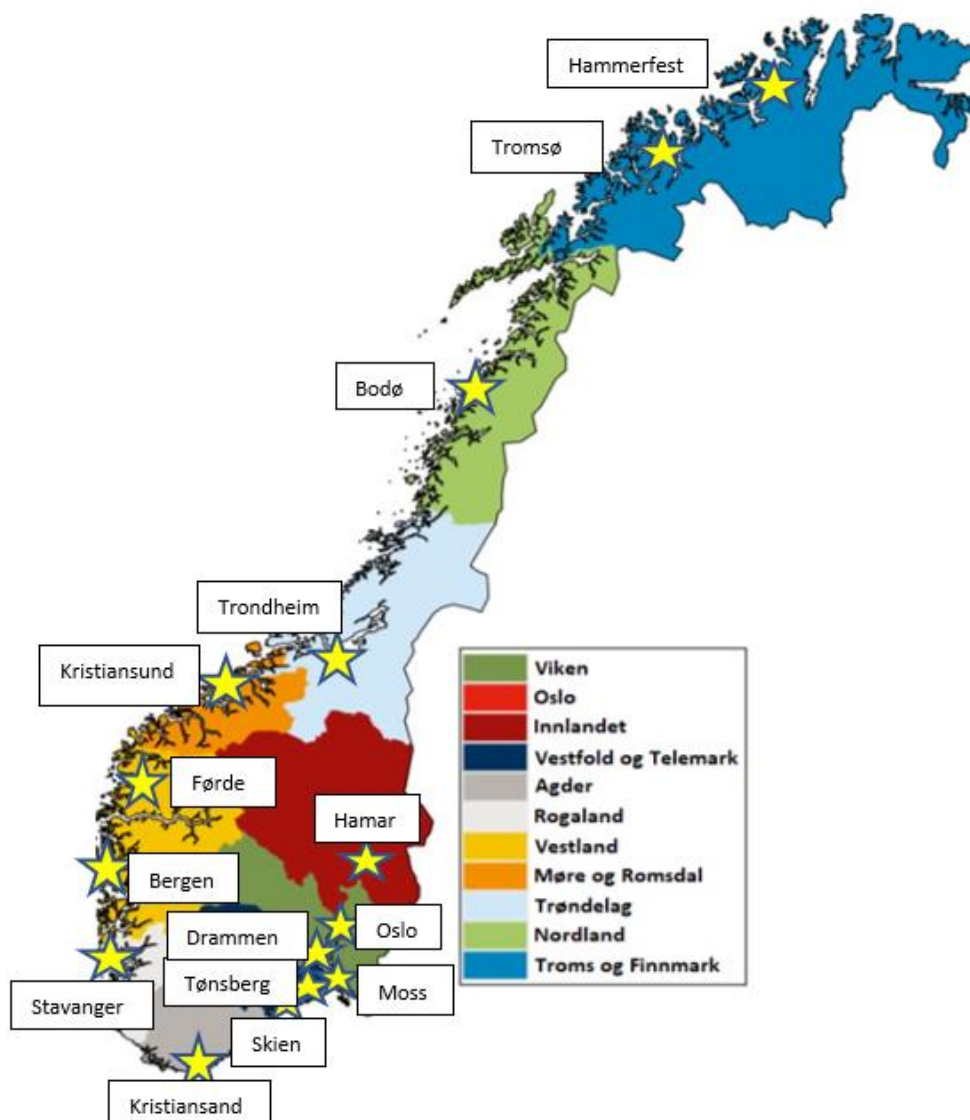 Hammerfest
Tromsø
Bodø
Trondheim
Kristiansund
Førde
Hamar
Bergen
Oslo
Drammen
Tønsberg
Moss
Stavanger
Skien
Kristiansand
Viken
Oslo
Innlandet
Vestfold og Telemark
Agder
Rogaland
Vestland
Møre og Romsdal
Trøndelag
Nordland
Troms og Finnmark